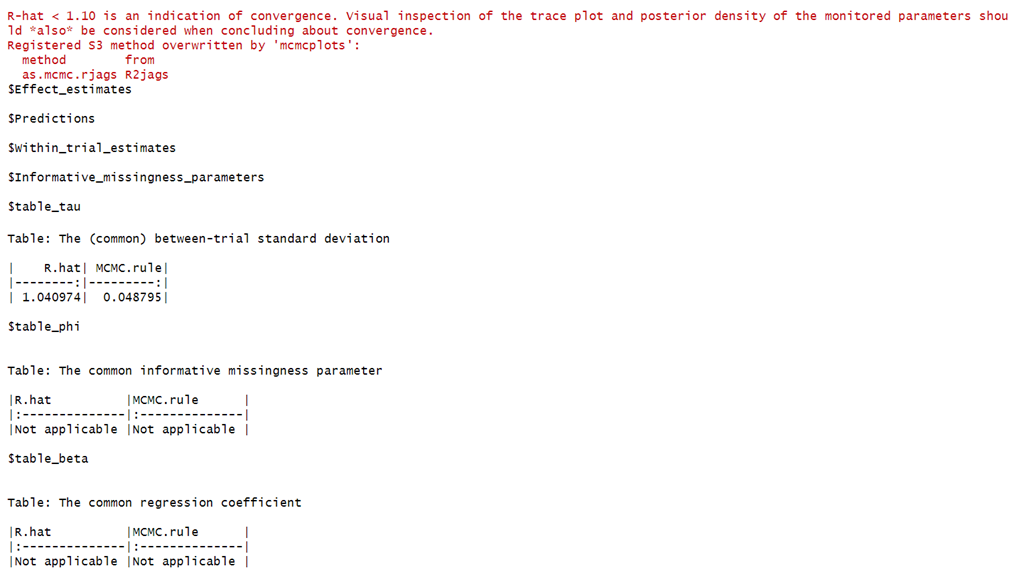 R-hat < 1.10 is an indication of convergence. Visual inspection of the trace plot and posterior density of the monitored parameters shou
ld *also* be considered when concluding about convergence.
Registered S3 method overwritten by 'mcmcplots':
  method        from
  as.mcmc.rjags R2jags
$Effect_estimates
$Predictions
$Within_trial_estimates
$Informative_missingness_parameters
$table_tau
Table: The (common) between-trial standard deviation
|    R.hat| MCMC.rule|
|--------:|---------:|
| 1.040974|  0.048795|
$table_phi
Table: The common informative missingness parameter
|R.hat          |MCMC.rule      |
|:--------------|:--------------|
|Not applicable |Not applicable |
$table_beta
Table: The common regression coefficient
|R.hat          |MCMC.rule      |
|:--------------|:--------------|
|Not applicable |Not applicable |